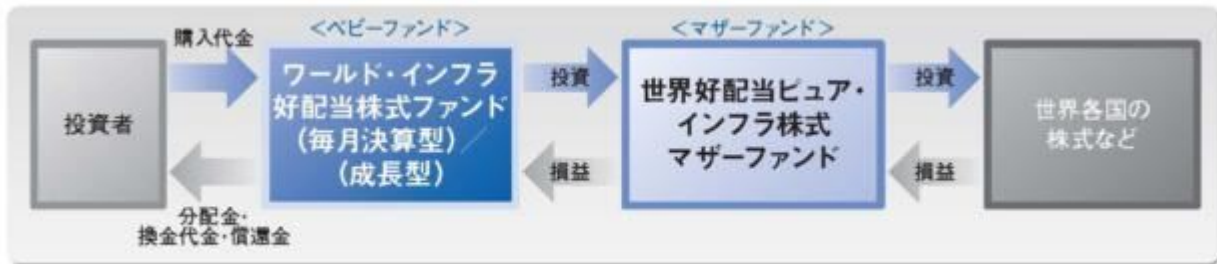 購入代金
<ベビーファンド>
<マザーファンド>
投資者
ワールド・インフラ
好配当株式ファンド
(毎月決算型)/
(成長型)
投資
損益
世界好配当ピュア・
インフラ株式
マザーファンド
投資
損益
世界各国の
株式など
分配金・
換金代金・償還金